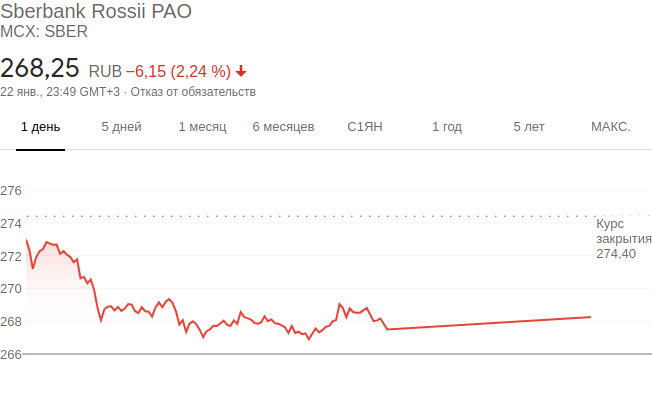 Sberbank Rossii PAO
MCX: SBER
268,25 RUB −6,15 (2,24 %)
22 янв., 23:49 GMT+3 · Отказ от обязательств
1 день 5 дней 1 месяц 6 месяцев С1ЯН 1 год 5 лет МАКС.
276
274
272
270
268
266
Курс
закрытия
274,40